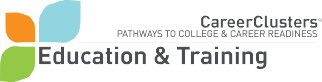 CareerClusters®
PATHWAYS TO COLLEGE & CAREER READINESS
Education & Training